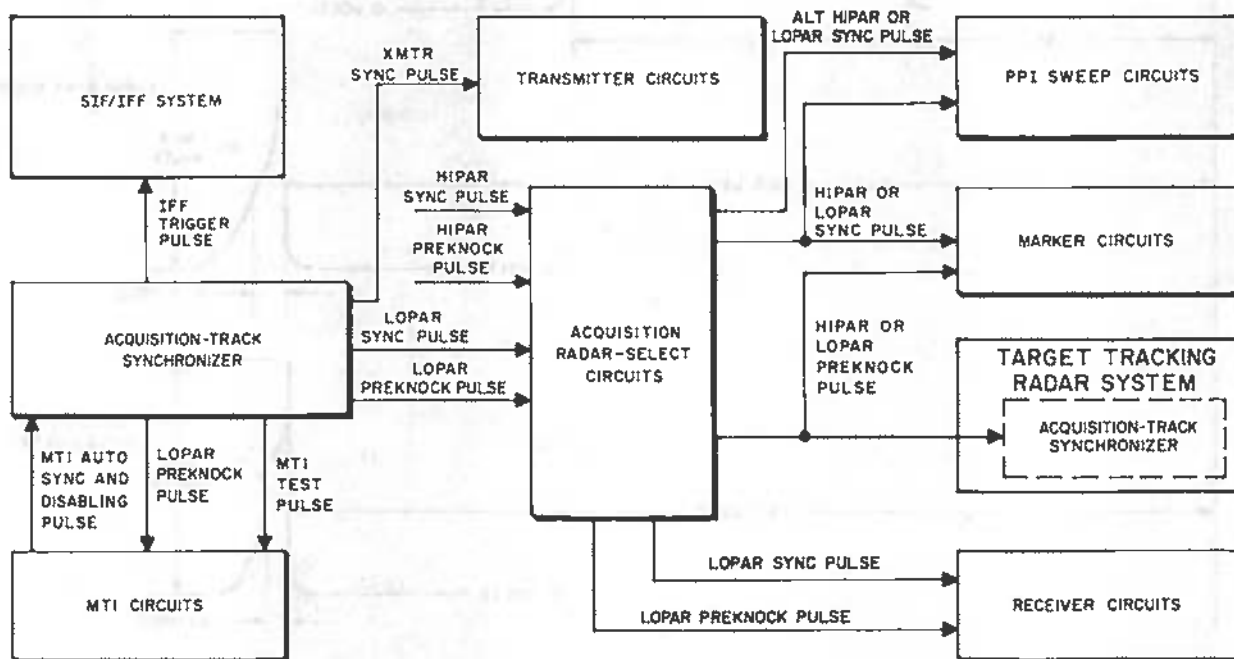 ALT HIPAR OR
LOPAR SYNC PULSE
XMTR
SYNC PULSE
TRANSMITTER CIRCUITS
PPI SWEEP CIRCUITS
SIF/IFF SYSTEM
HIPAR
SYNC PULSE
HIPAR
PREKNOCK
PULSE
IFF
TRIGGER
PULSE
HIPAR OR
LOPAR
SYNC PULSE
MARKER CIRCUITS
ACQUISITION-TRACK
SYNCHRONIZER
LOPAR
SYNC PULSE
LOPAR
PREKNOCK PULSE
ACQUISITION
RADAR-SELECT
CIRCUITS
HIPAR OR
LOPAR
PREKNOCK
PULSE
TARGET TRACKING
RADAR SYSTEM
ACQUISITION-TRACK
SYNCHRONIZER
MTI AUTO
SYNC AND
DISABLING
PULSE
LOPAR
PREKNOCK
PULSE
MTI
TEST
PULSE
MTI CIRCUITS
LOPAR SYNC PULSE
LOPAR PREKNOCK PULSE
RECEIVER CIRCUITS